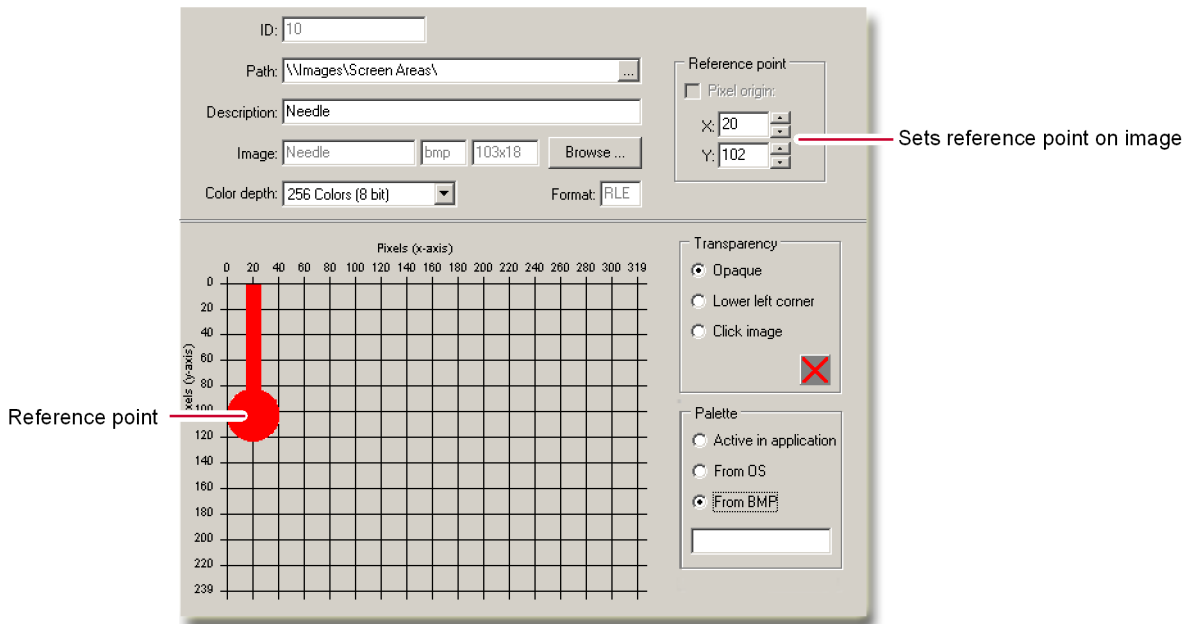 ID: 10
Path: \\Images\Screen Areas\ ...
Description: Needle
Image: Needle bmp 103x18 Browse ...
Color depth: 256 Colors (8 bit) Format: RLE
Reference point
Pixel origin:
X: 20
Y: 102
Sets reference point on image
Pixels (x-axis)
0 20 40 60 80 100 120 140 160 180 200 220 240 260 280 300 319
0
20
40
60
80
100
120
140
160
180
200
220
239
xels (y-axis)
Reference point
Transparency
Opaque
Lower left corner
Click image
Palette
Active in application
From OS
From BMP